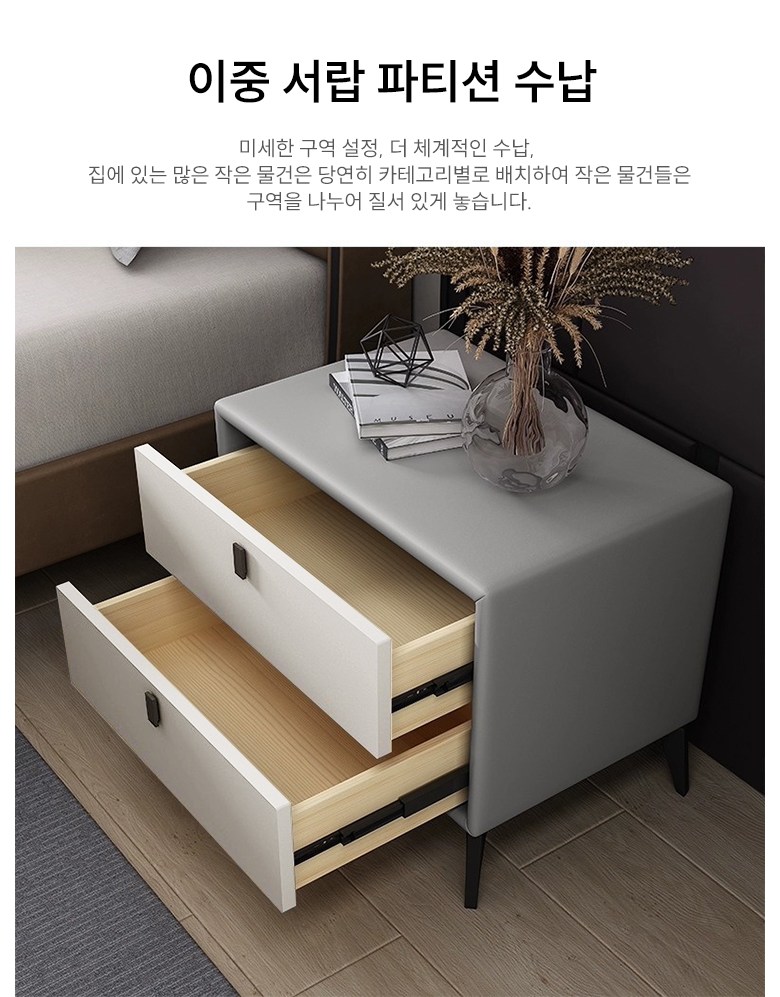 이중 서랍 파티션 수납
미세한 구역 설정, 더 체계적인 수납,
집에 있는 많은 작은 물건은 당연히 카테고리별로 배치하여 작은 물건들은
구역을 나누어 질서 있게 놓습니다.
MUSEUM